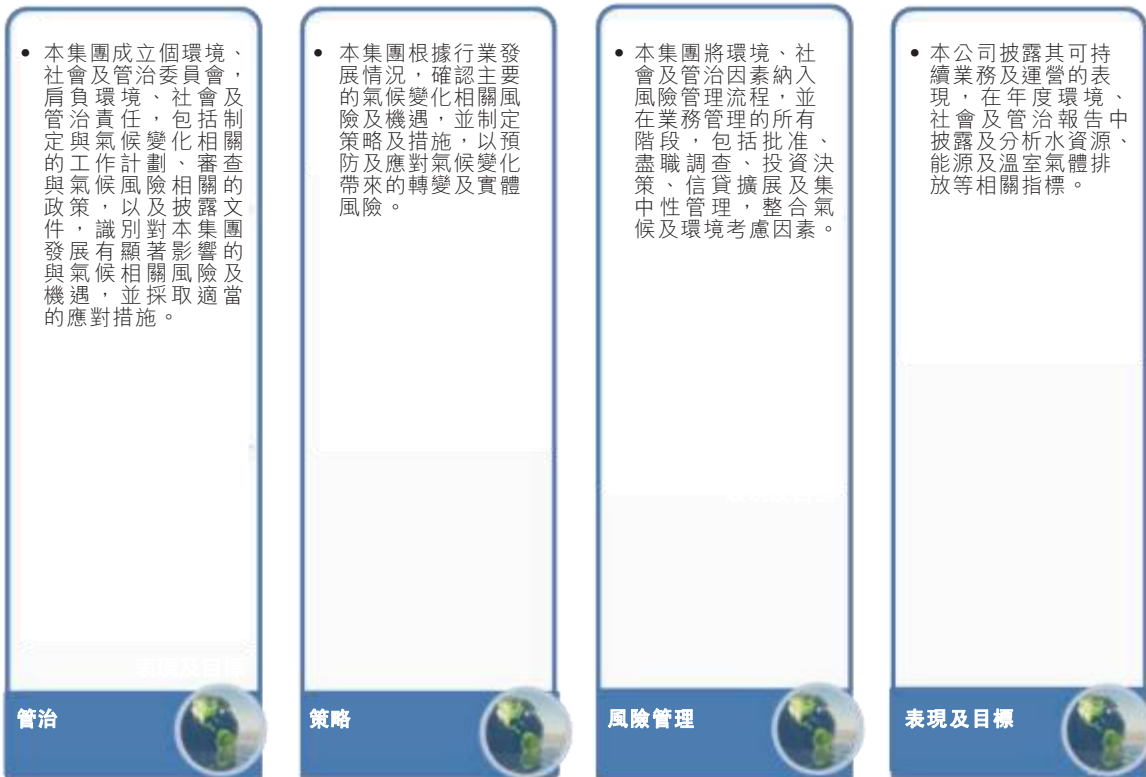 • 本集團成立個環境、
社會及管治委員會，
肩負環境、社會及
管治責任，包括制
定與氣候變化相關
的工作計劃、審查
與氣候風險相關的
政策，以及披露文
件，識別對本集團
發展有顯著影響的
與氣候相關風險及
機遇，並採取適當
的應對措施。
管治
• 本集團根據行業發
展情況，確認主要
的氣候變化相關風
險及機遇，並制定
策略及措施，以預
防及應對氣候變化
帶來的轉變及實體
風險。
策略
• 本集團將環境、社
會及管治因素納入
風險管理流程，並
在業務管理的所有
階段，包括批准、
盡職調查、投資決
策、信貸擴展及集
中性管理，整合氣
候及環境考慮因素。
風險管理
• 本公司披露其可持
續業務及運營的表
現，在年度環境、
社會及管治報告中
披露及分析水資源、
能源及溫室氣體排
放等相關指標。
表現及目標